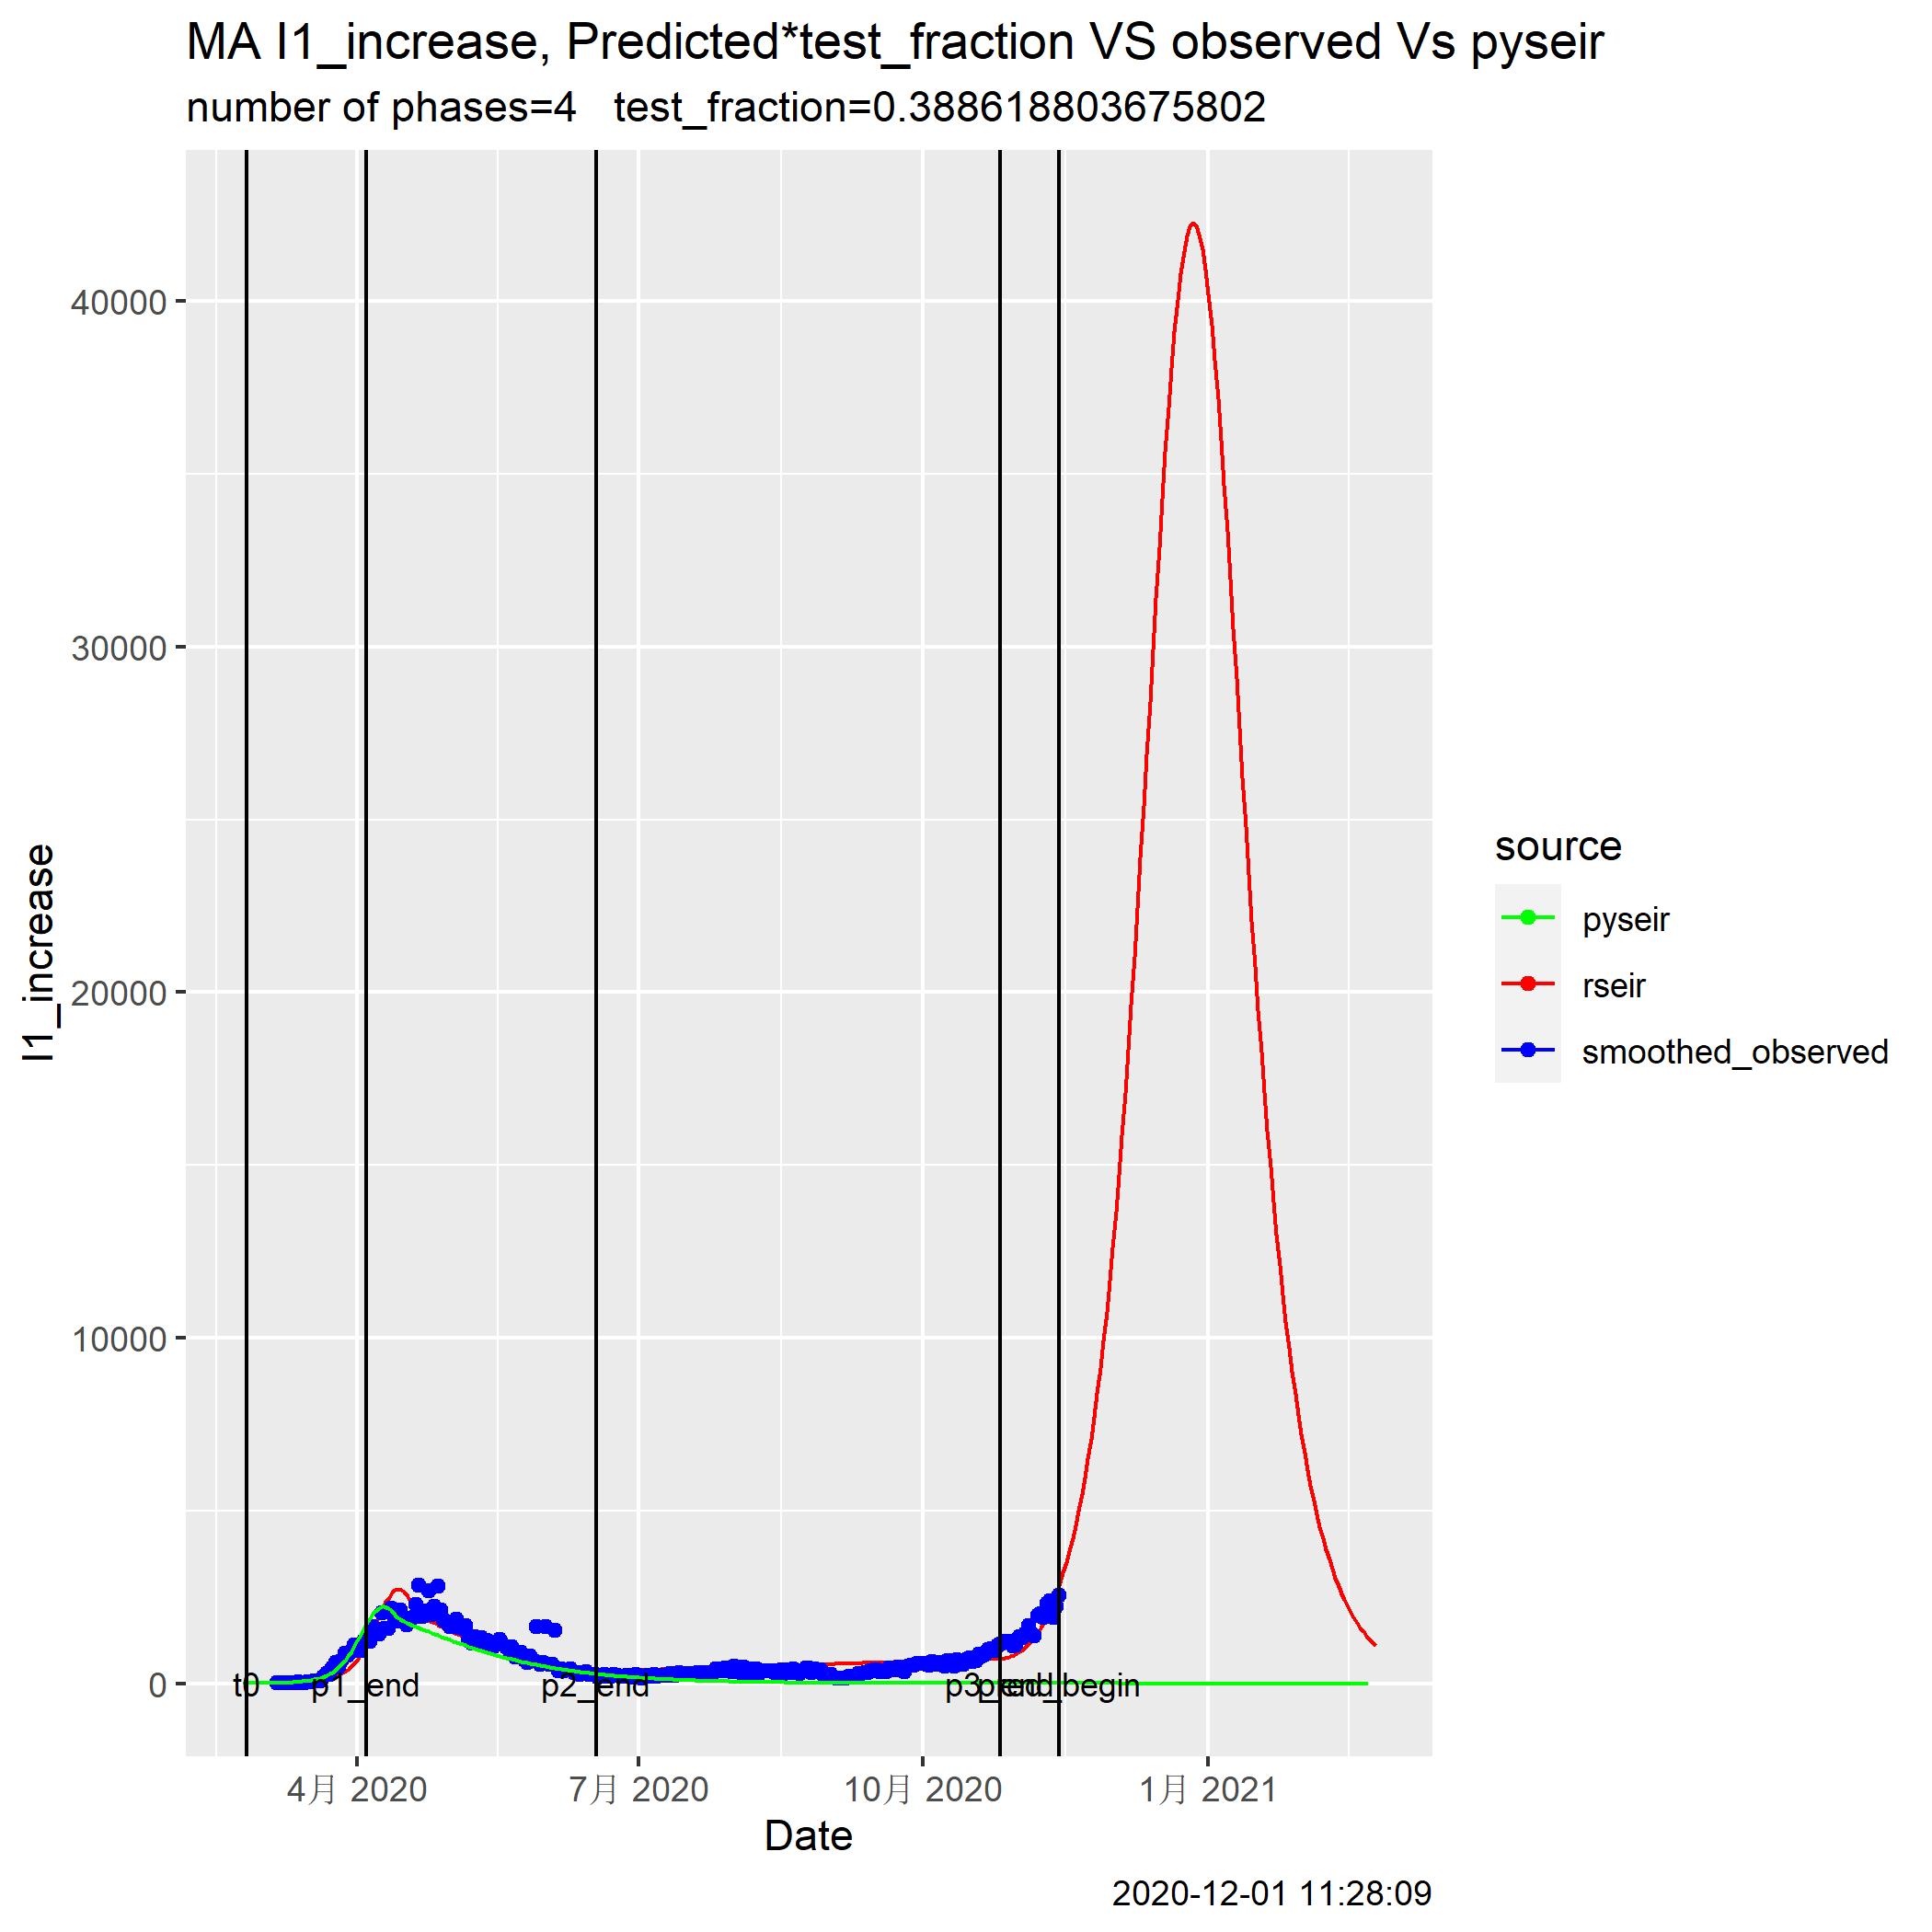 MA I1_increase, Predicted*test_fraction VS observed Vs pyseir
number of phases=4 test_fraction=0.388618803675802
I1_increase
40000
30000
20000
10000
0
t0 p1_end p2_end p3_end pred_begin
4月 2020 7月 2020 10月 2020 1月 2021
Date
source
pyseir
rseir
smoothed_observed
2020-12-01 11:28:09